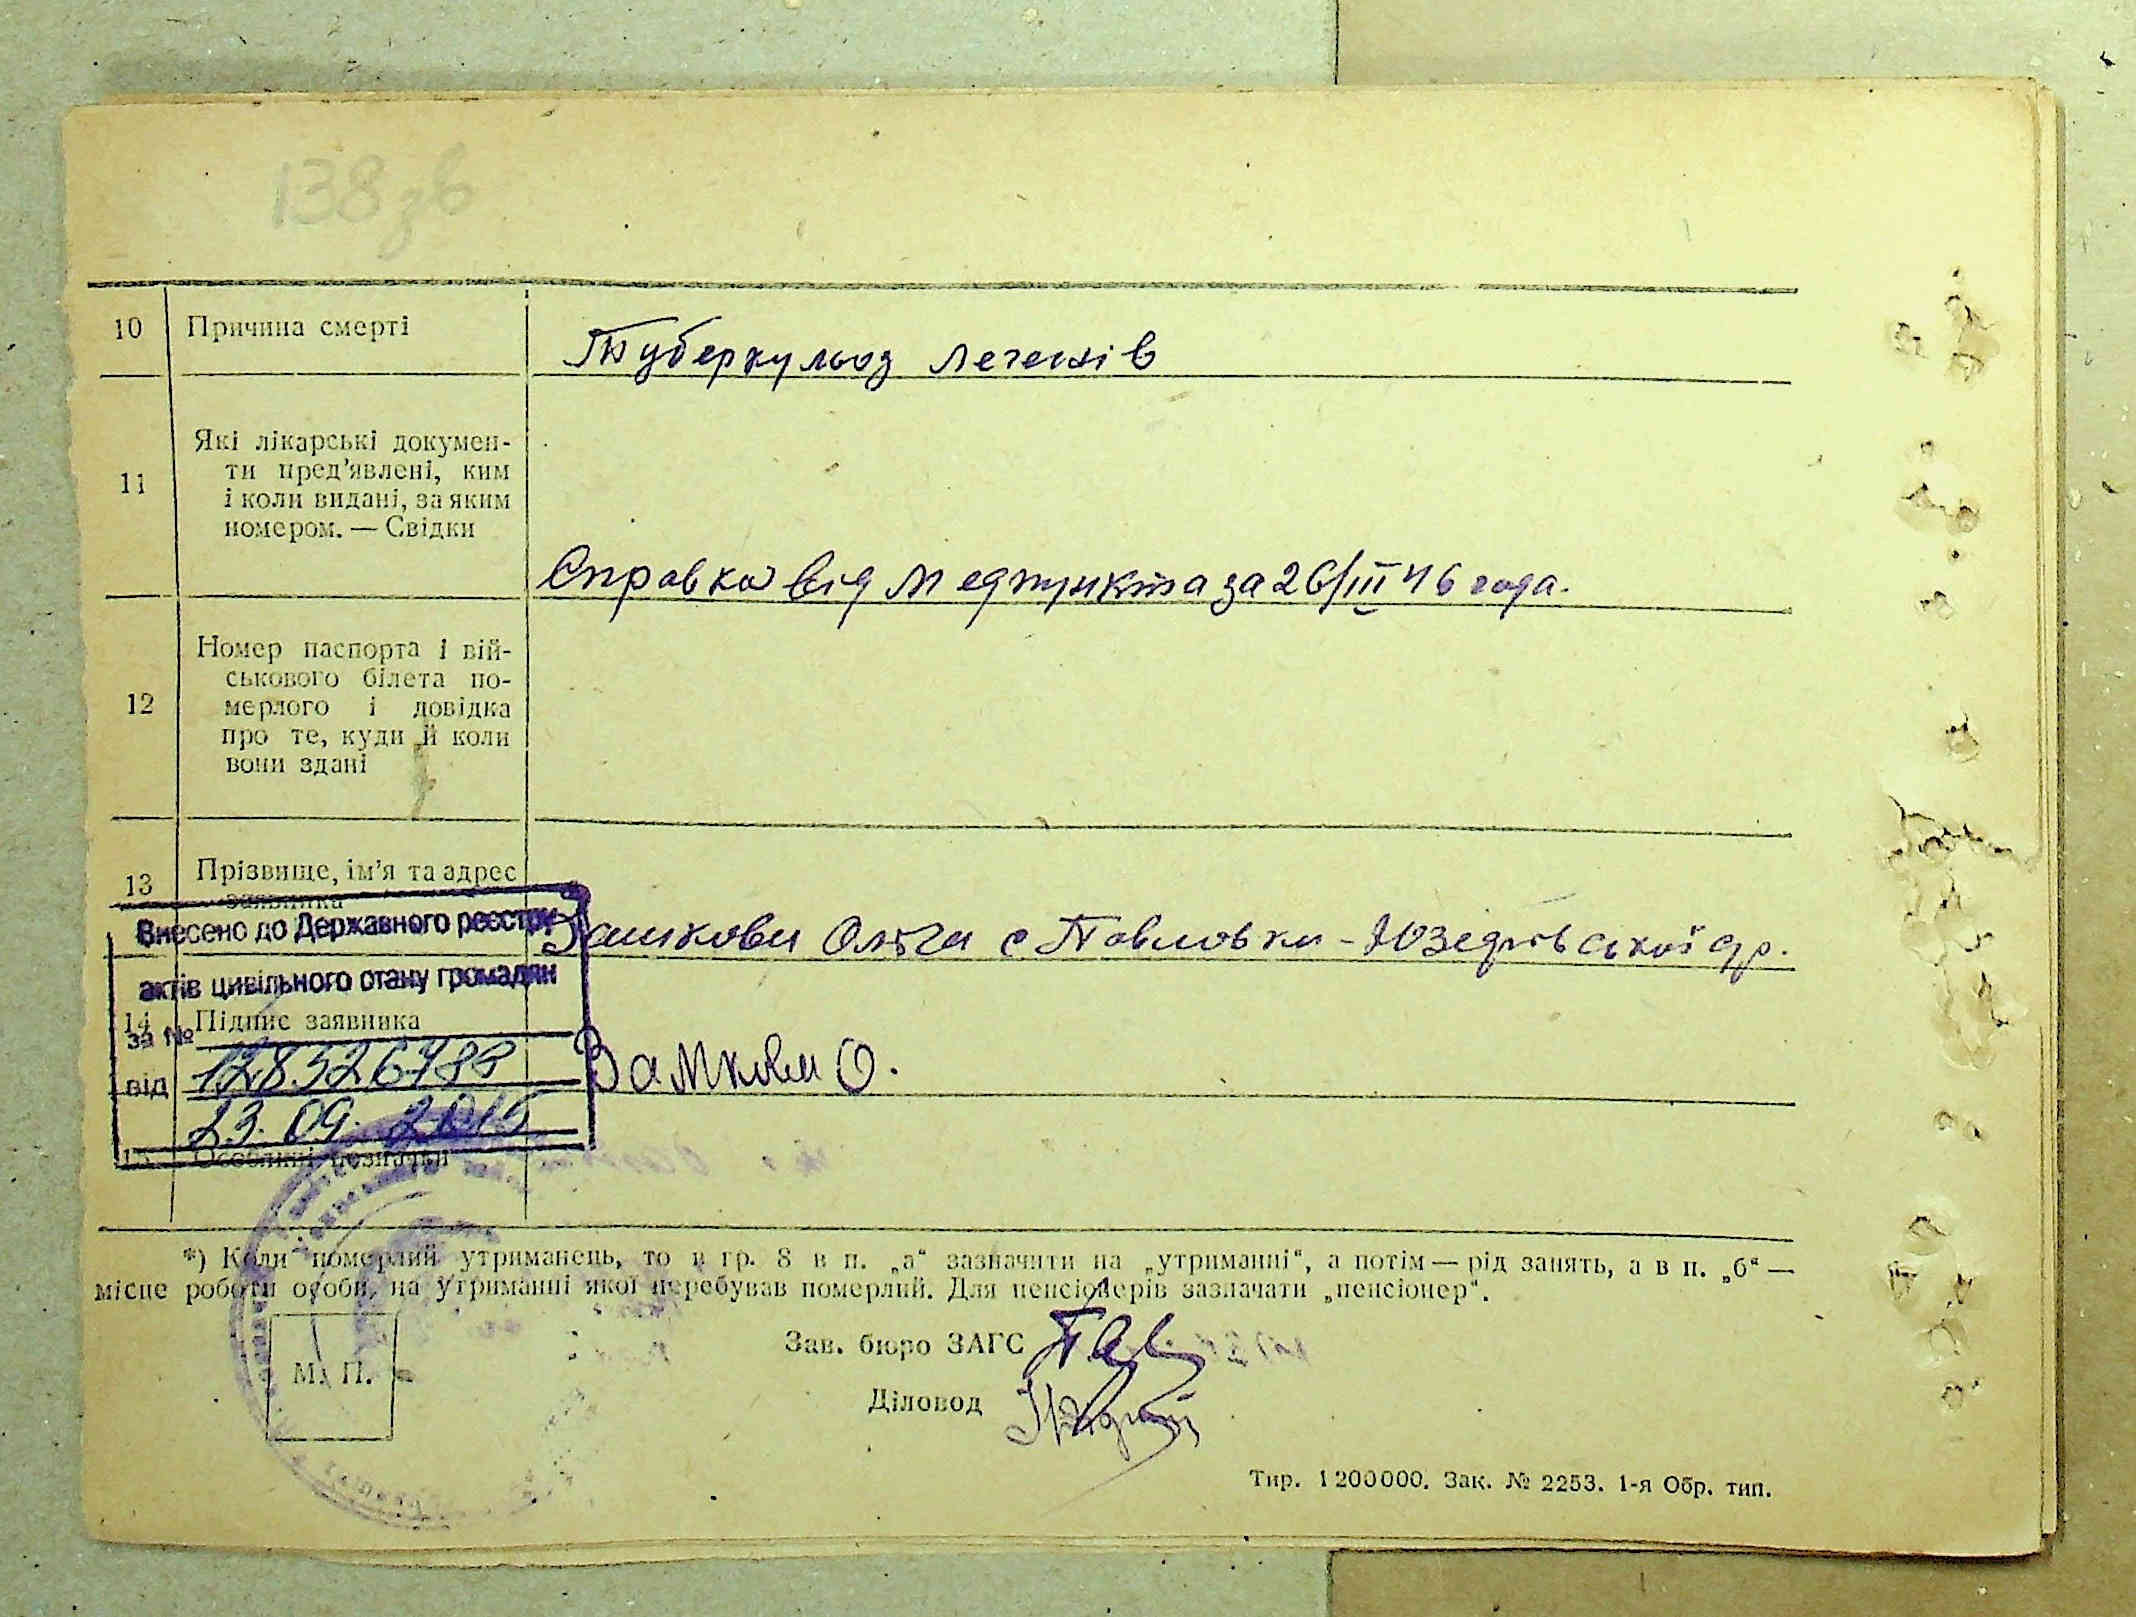 138зв
10 Причина смерті
Туберкульоз легенів
11 Які лікарські докумен-
ти пред’явлені, ким
і коли видані, за яким
номером. — Свідки
Справка від Медпункта за 26/III 46 года.
12 Номер паспорта і вій-
ськового білета по-
мерлого і довідка
про те, куди й коли
вони здані
13 Прізвище, ім’я та адрес
заявника
Ольги с Павловки -
Внесено до Державного реєстру
актів цивільного стану громадян
14 Підпис заявника
за №
від
23.09.2015
О.
15 Особливі позначки
*) Коли померлий утриманець, то в гр. 8 в п. „а“ зазначити на „утриманні“, а потім — рід занять, а в п. „б“ —
місце роботи особи, на утриманні якої перебував померлий. Для пенсіонерів зазначати „пенсіонер“.
Зав. бюро ЗАГС
М. П.
Діловод
Тир. 1200000. Зак. № 2253. 1-я Обр. тип.